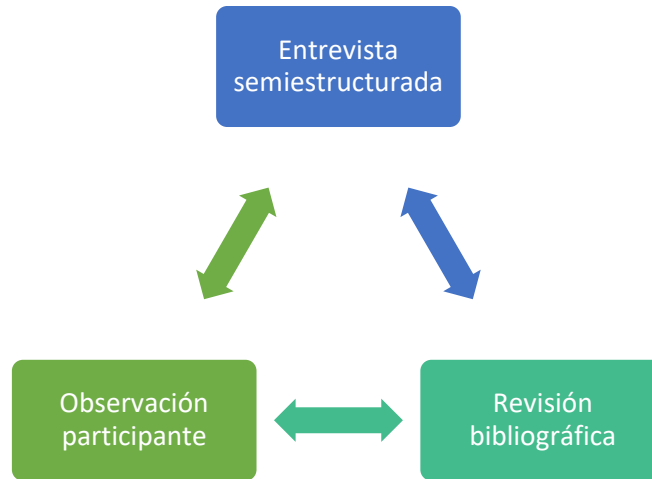 Entrevista
semiestructurada
Observación
participante
Revisión
bibliográfica